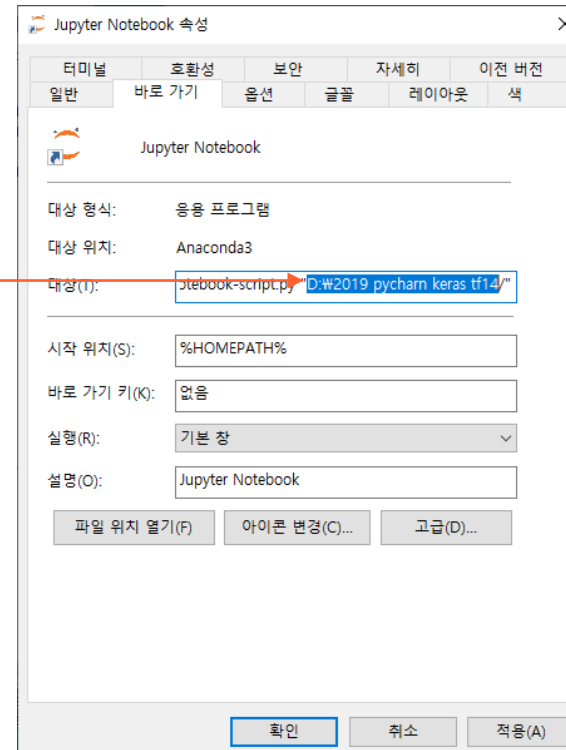 Jupyter Notebook 속성
터미널 호환성 보안 자세히 이전 버전
일반 바로 가기 옵션 글꼴 레이아웃 색
Jupyter Notebook
대상 형식: 응용 프로그램
대상 위치: Anaconda3
대상(T): otebook-script.py "D:₩2019 pycharn keras tf14/"
시작 위치(S): %HOMEPATH%
바로 가기 키(K): 없음
실행(R): 기본 창
설명(O): Jupyter Notebook
파일 위치 열기(F) 아이콘 변경(C)... 고급(D)...
확인 취소 적용(A)